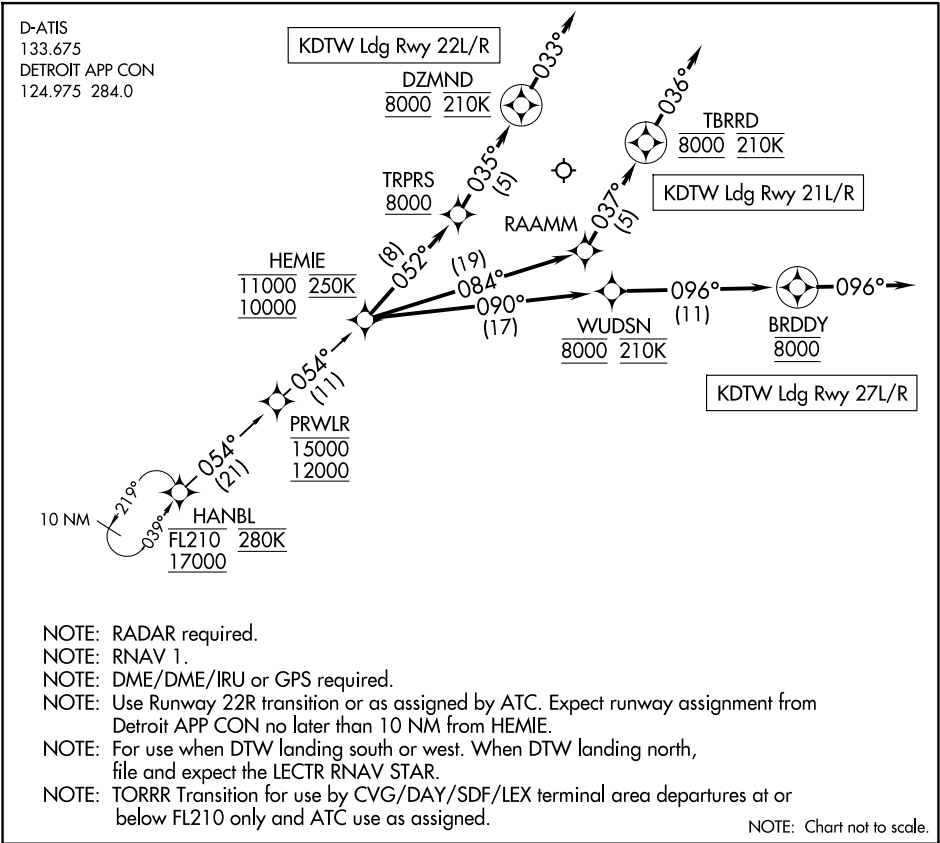 D-ATIS
133.675
DETROIT APP CON
124.975 284.0
KDTW Ldg Rwy 22L/R
DZMND
8000 210K
033°
036°
TBRRD
8000 210K
KDTW Ldg Rwy 21L/R
035°
(5)
TRPRS
8000
RAAMM
037°
(5)
HEMIE
11000 250K
10000
(8)
052°
(19)
084°
090°
(17)
WUDSN
8000 210K
096°
(11)
BRDDY
8000
096°
KDTW Ldg Rwy 27L/R
054°
(11)
PRWLR
15000
12000
054°
(21)
219°
039°
10 NM
HANBL
FL210 280K
17000
NOTE: RADAR required.
NOTE: RNAV 1.
NOTE: DME/DME/IRU or GPS required.
NOTE: Use Runway 22R transition or as assigned by ATC. Expect runway assignment from
Detroit APP CON no later than 10 NM from HEMIE.
NOTE: For use when DTW landing south or west. When DTW landing north,
file and expect the LECTR RNAV STAR.
NOTE: TORRR Transition for use by CVG/DAY/SDF/LEX terminal area departures at or
below FL210 only and ATC use as assigned.
NOTE: Chart not to scale.